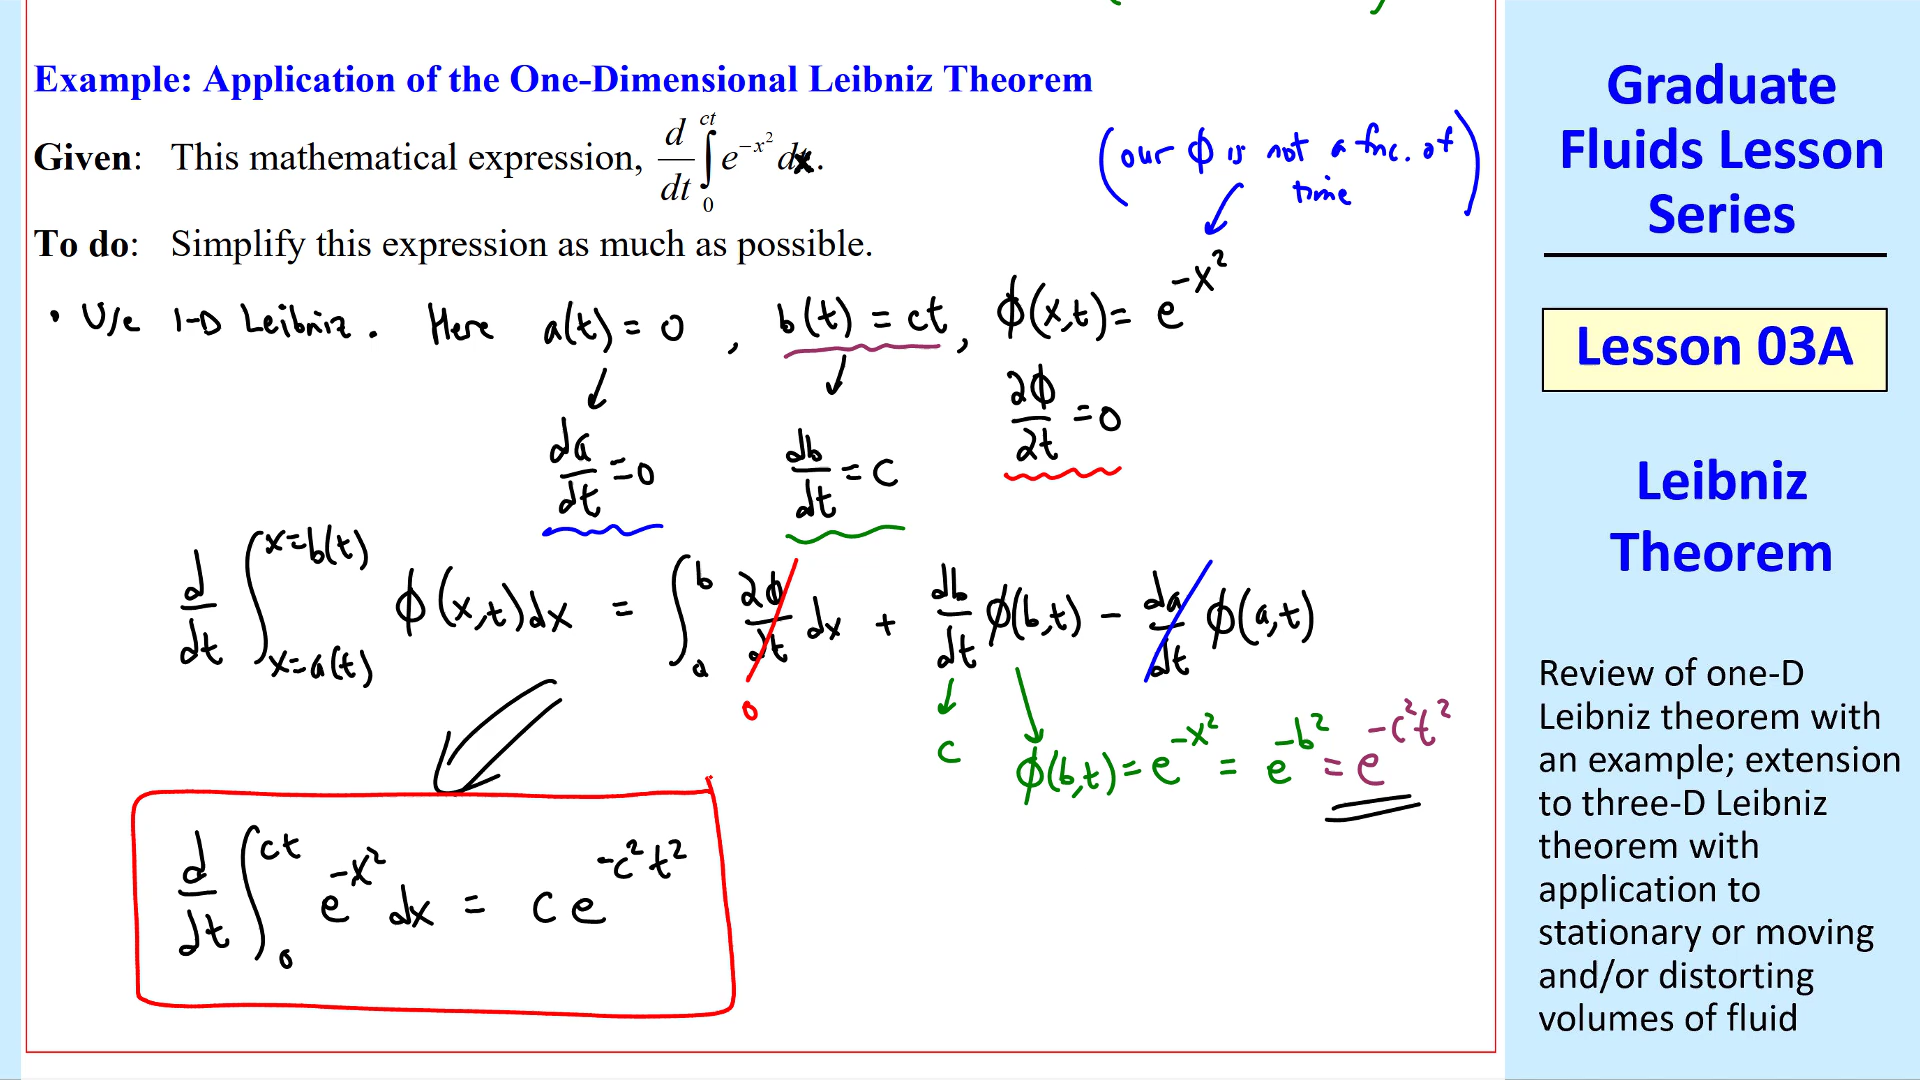 Example: Application of the One-Dimensional Leibniz Theorem
Given: This mathematical expression, d/dt ∫₀^ct e^(-x²) dx.
(our ϕ is not a fnc. of time)
To do: Simplify this expression as much as possible.
• Use 1-D Leibniz. Here a(t) = 0, b(t) = ct, ϕ(x,t) = e^(-x²)
da/dt = 0 db/dt = c ∂ϕ/∂t = 0
d/dt ∫_(x=a(t))^(x=b(t)) ϕ(x,t)dx = ∫_a^b ∂ϕ/∂t dx + db/dt ϕ(b,t) - da/dt ϕ(a,t)
0
c
ϕ(b,t) = e^(-x²) = e^(-b²) = e^(-c²t²)
d/dt ∫₀^ct e^(-x²) dx = c e^(-c²t²)
Graduate
Fluids Lesson
Series
Lesson 03A
Leibniz
Theorem
Review of one-D
Leibniz theorem with
an example; extension
to three-D Leibniz
theorem with
application to
stationary or moving
and/or distorting
volumes of fluid